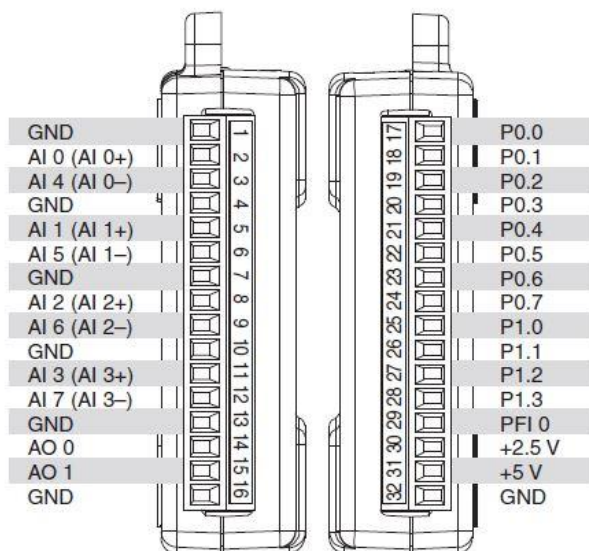 GND 1
AI 0 (AI 0+) 2
AI 4 (AI 0–) 3
GND 4
AI 1 (AI 1+) 5
AI 5 (AI 1–) 6
GND 7
AI 2 (AI 2+) 8
AI 6 (AI 2–) 9
GND 10
AI 3 (AI 3+) 11
AI 7 (AI 3–) 12
GND 13
AO 0 14
AO 1 15
GND 16
17 P0.0
18 P0.1
19 P0.2
20 P0.3
21 P0.4
22 P0.5
23 P0.6
24 P0.7
25 P1.0
26 P1.1
27 P1.2
28 P1.3
29 PFI 0
30 +2.5 V
31 +5 V
32 GND